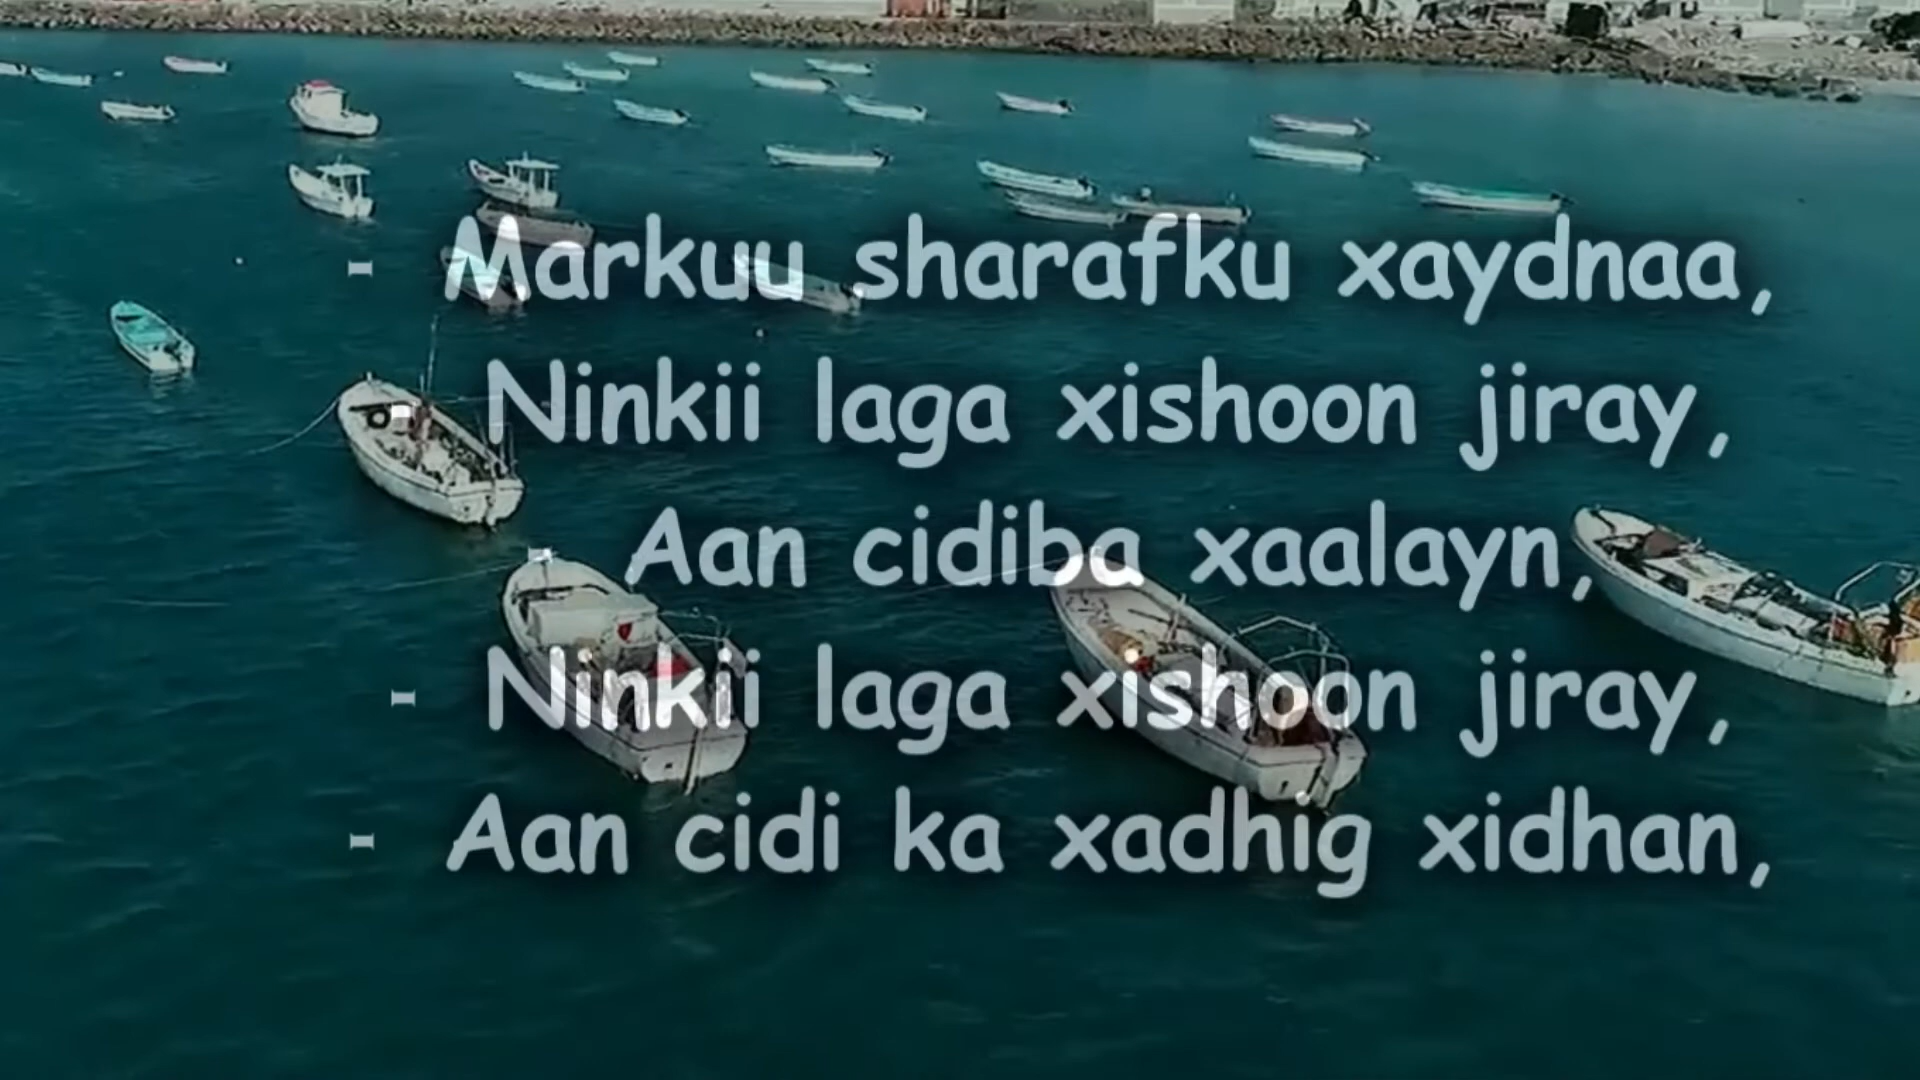 - Markuu sharafku xaydnaa,
- Ninkii laga xishoon jiray,
- Aan cidiba xaalayn,
- Ninkii laga xishoon jiray,
- Aan cidi ka xadhig xidhan,